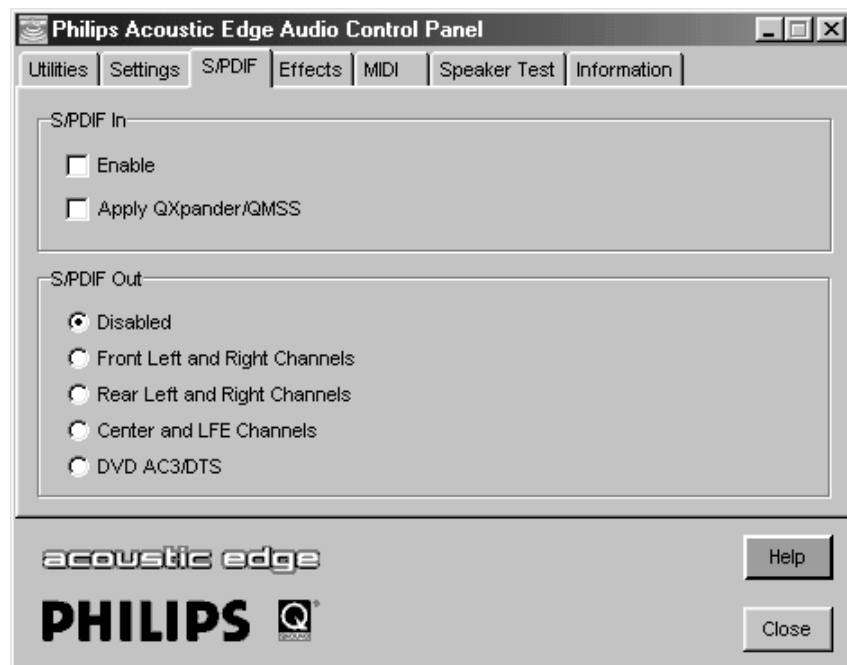 Philips Acoustic Edge Audio Control Panel
Utilities Settings S/PDIF Effects MIDI Speaker Test Information
S/PDIF In
Enable
Apply QXpander/QMSS
S/PDIF Out
Disabled
Front Left and Right Channels
Rear Left and Right Channels
Center and LFE Channels
DVD AC3/DTS
acoustic edge
Help
PHILIPS Q
Close